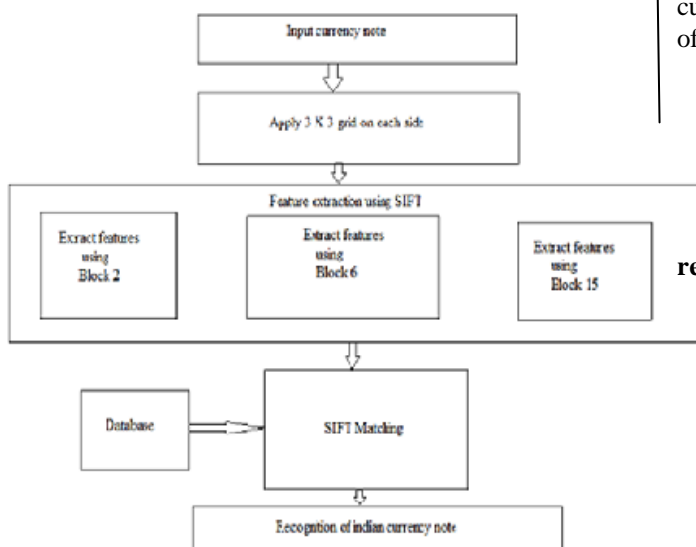 cu
of
Input currency note
Apply 3 X 3 grid on each side
Feature extraction using SIFT
Extract features
using
Block 2
Extract features
using
Block 6
Extract features
using
Block 15
re
Database
SIFT Matching
Recogntion of indian currency note